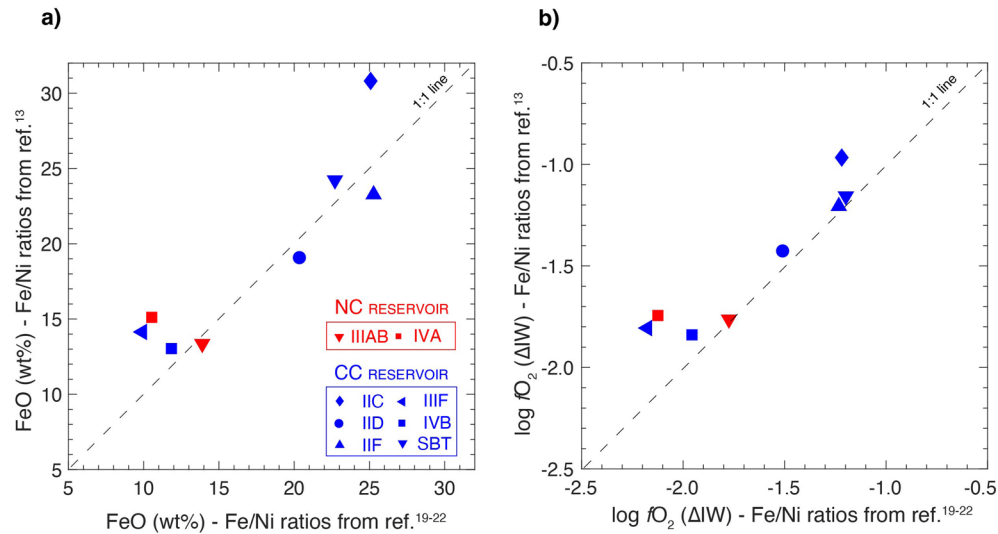 a)
30
25
20
15
10
5
5
10
15
20
25
30
FeO (wt%) - Fe/Ni ratios from ref.13
FeO (wt%) - Fe/Ni ratios from ref.19-22
1:1 line
NC RESERVOIR
IIIAB IVA
CC RESERVOIR
IIC IIIF
IID IVB
IIF SBT
b)
-0.5
-1.0
-1.5
-2.0
-2.5
-2.5
-2.0
-1.5
-1.0
-0.5
log fO2 (ΔIW) - Fe/Ni ratios from ref.13
log fO2 (ΔIW) - Fe/Ni ratios from ref.19-22
1:1 line